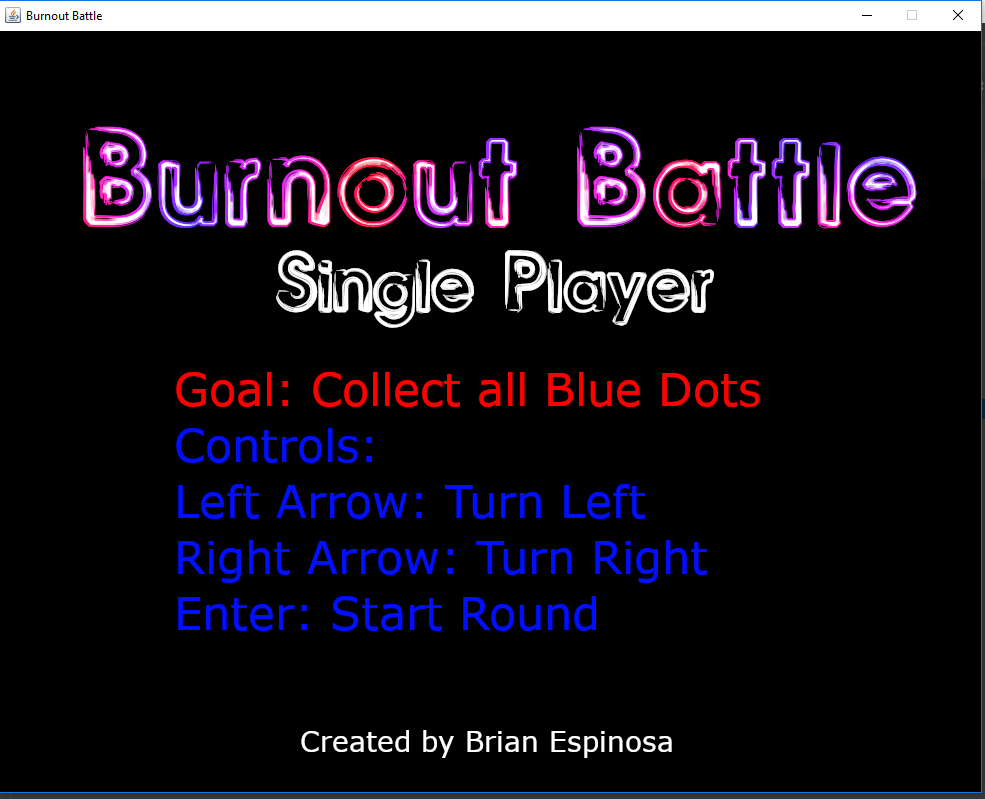 Burnout Battle
Burnout Battle
Single Player
Goal: Collect all Blue Dots
Controls:
Left Arrow: Turn Left
Right Arrow: Turn Right
Enter: Start Round
Created by Brian Espinosa